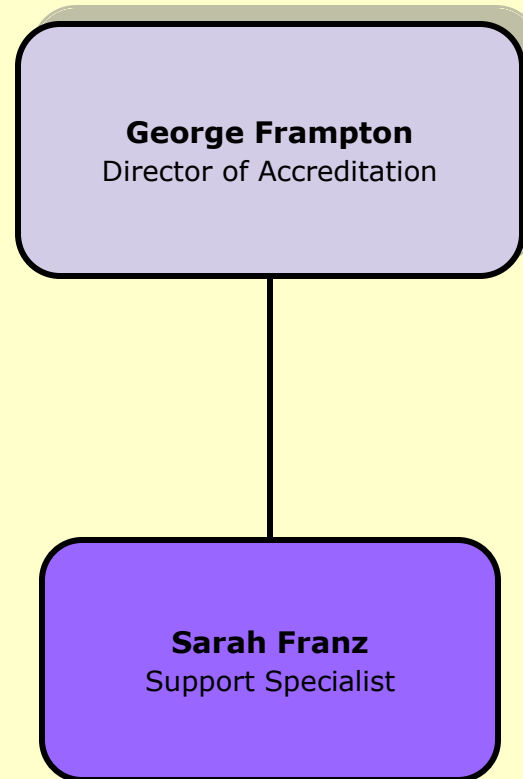 George Frampton
Director of Accreditation
Sarah Franz
Support Specialist